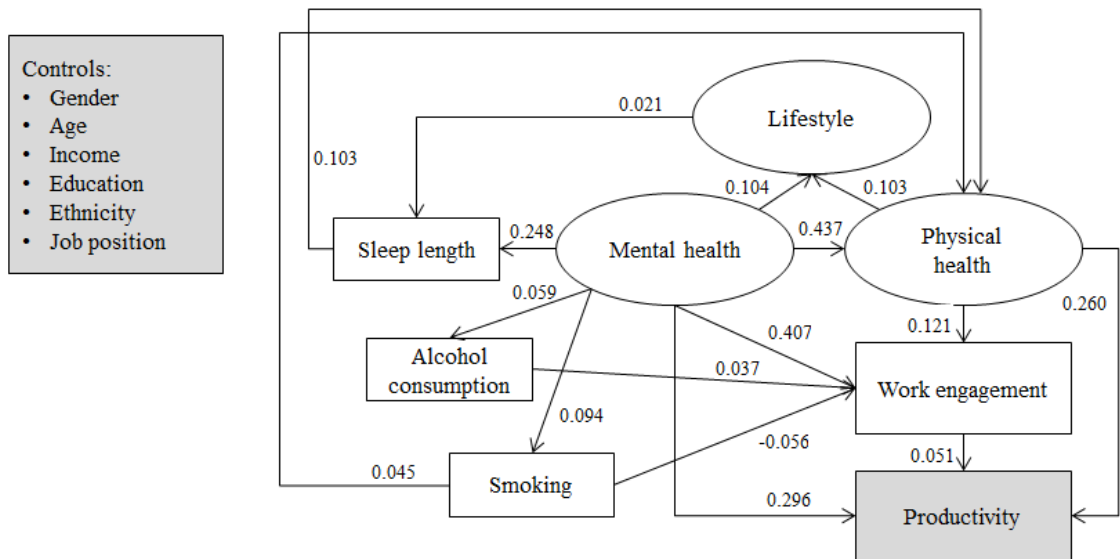 Controls:
• Gender
• Age
• Income
• Education
• Ethnicity
• Job position
0.021
Lifestyle
0.103
0.104
0.103
Sleep length
0.248
Mental health
0.437
Physical
health
0.059
0.260
0.407
0.121
Alcohol
consumption
0.037
Work engagement
0.094
-0.056
0.045
Smoking
0.051
0.296
Productivity